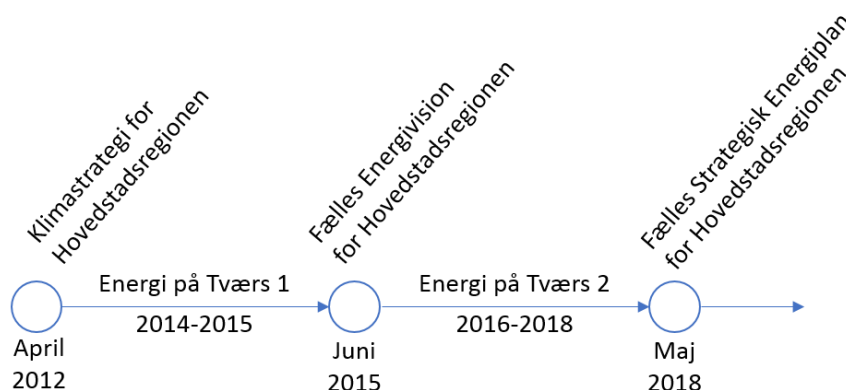 Klimastrategi for
Hovedstadsregionen
Fælles Energivision
for Hovedstadsregionen
Fælles Strategisk Energiplan
for Hovedstadsregionen
Energi på Tværs 1
2014-2015
Energi på Tværs 2
2016-2018
April
2012
Juni
2015
Maj
2018